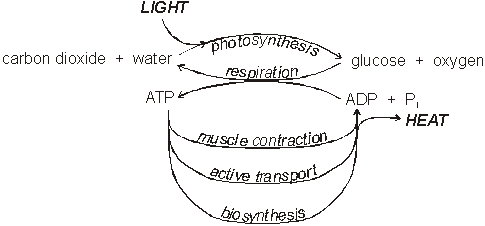 LIGHT
photosynthesis
carbon dioxide + water
glucose + oxygen
respiration
ATP
ADP + Pi
HEAT
muscle contraction
active transport
biosynthesis